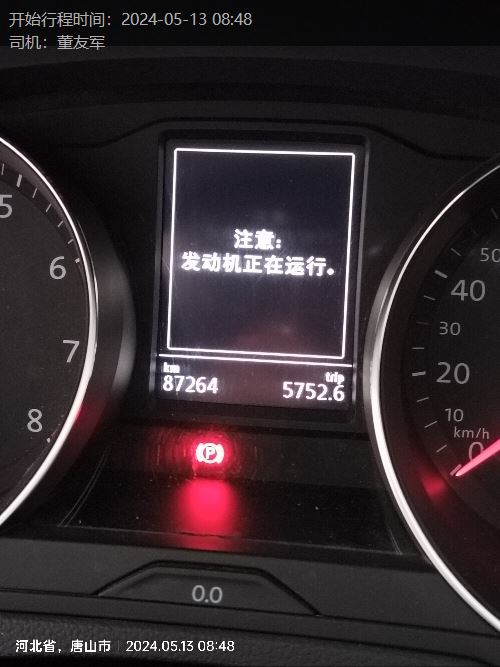 开始行程时间：2024-05-13 08:48
司机：董友军
注意：
发动机正在运行。
km
87264
trip
5752.6
5
6
7
8
50
40
30
20
10
km/h
0
P
0.0
河北省，唐山市 2024.05.13 08:48